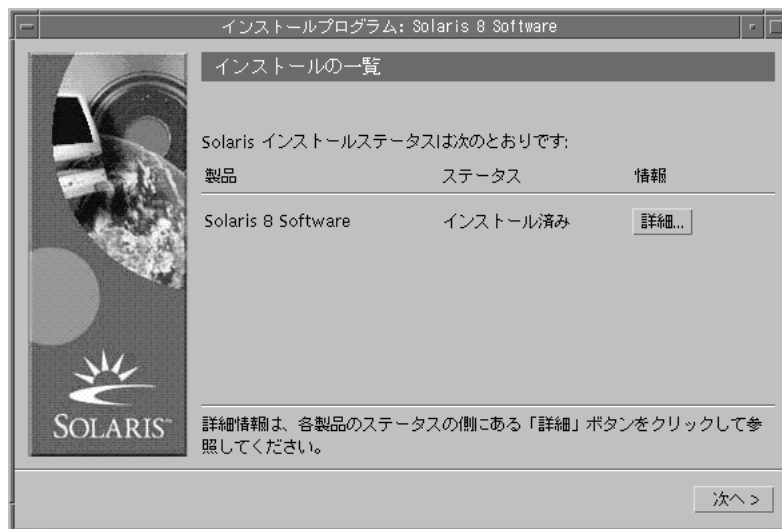 インストールプログラム: Solaris 8 Software
インストールの一覧
Solaris インストールステータスは次のとおりです:
製品 ステータス 情報
Solaris 8 Software インストール済み 詳細...
SOLARIS™
詳細情報は、各製品のステータスの側にある「詳細」ボタンをクリックして参
照してください。
次へ >